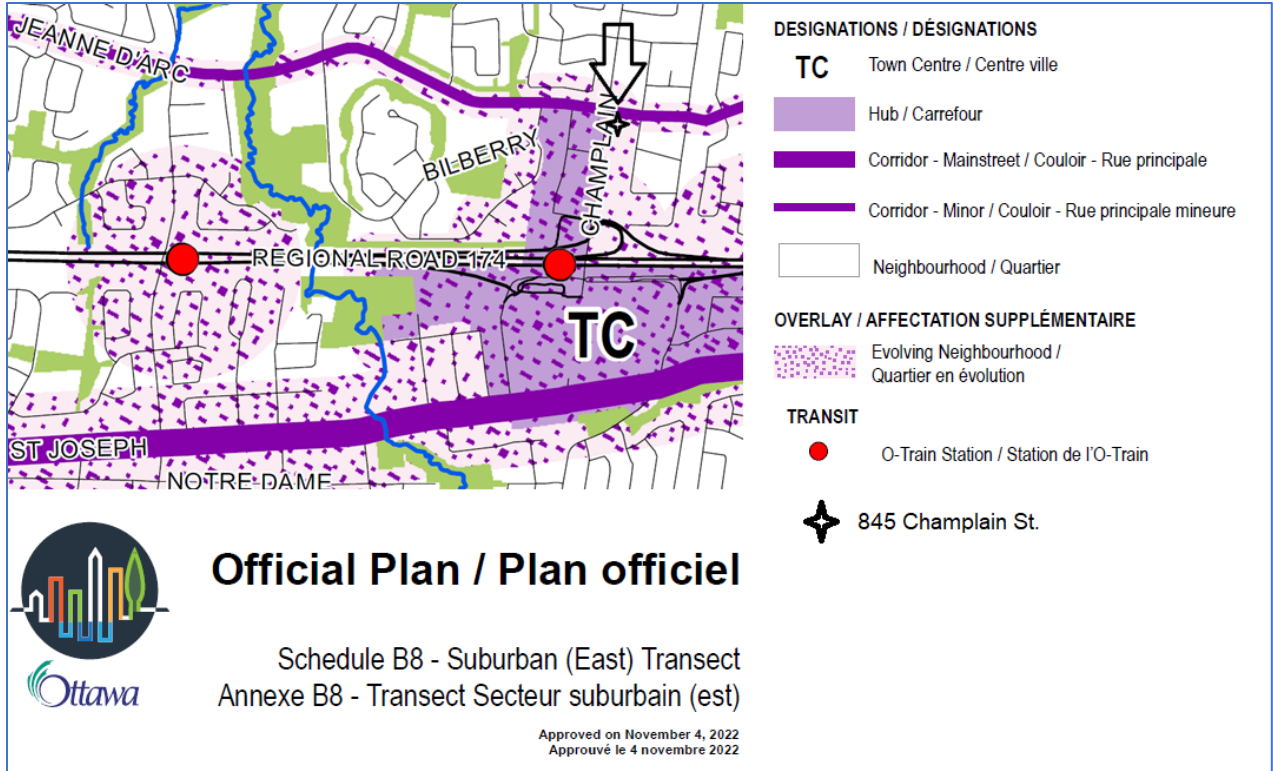 JEANNE D'ARC
BILBERRY
CHAMPLAIN
REGIONAL ROAD 174
TC
ST JOSEPH
NOTRE DAME
DESIGNATIONS / DÉSIGNATIONS
TC Town Centre / Centre ville
Hub / Carrefour
Corridor - Mainstreet / Couloir - Rue principale
Corridor - Minor / Couloir - Rue principale mineure
Neighbourhood / Quartier
OVERLAY / AFFECTATION SUPPLÉMENTAIRE
Evolving Neighbourhood /
Quartier en évolution
TRANSIT
O-Train Station / Station de l'O-Train
845 Champlain St.
Ottawa
Official Plan / Plan officiel
Schedule B8 - Suburban (East) Transect
Annexe B8 - Transect Secteur suburbain (est)
Approved on November 4, 2022
Approuvé le 4 novembre 2022